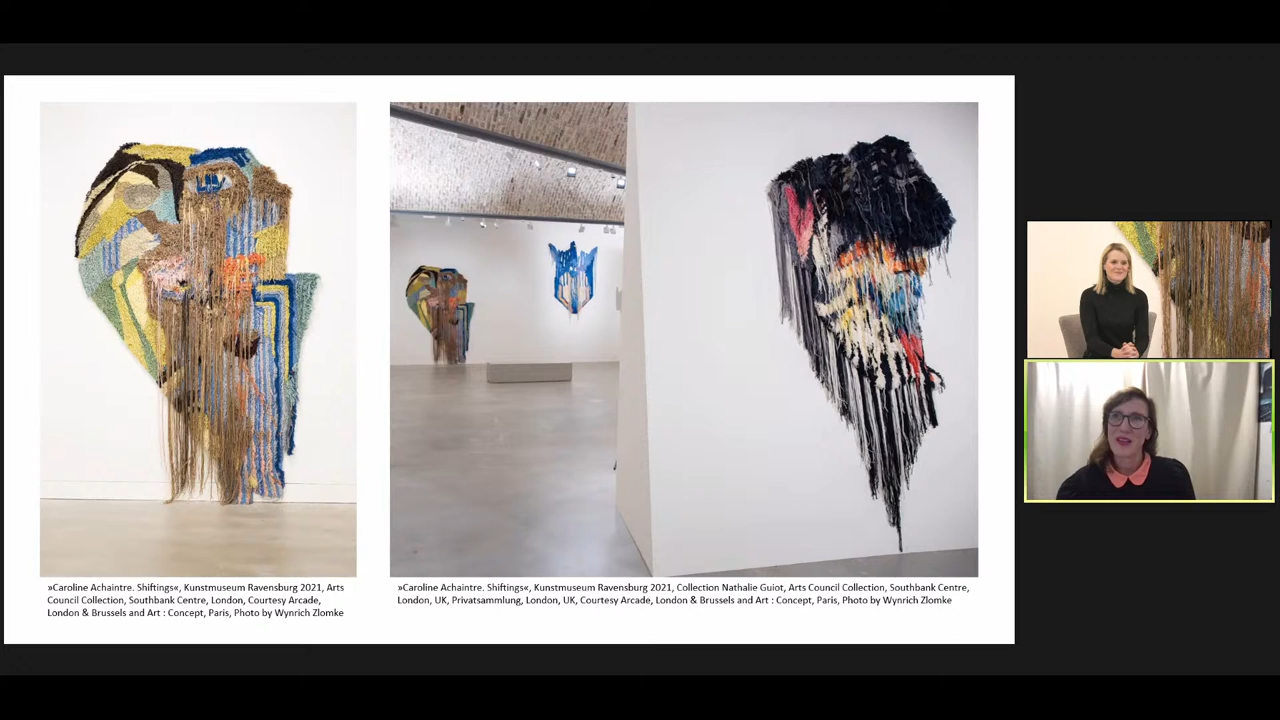 »Caroline Achaintre. Shiftings«, Kunstmuseum Ravensburg 2021, Arts
Council Collection, Southbank Centre, London, Courtesy Arcade,
London & Brussels and Art : Concept, Paris, Photo by Wynrich Zlomke
»Caroline Achaintre. Shiftings«, Kunstmuseum Ravensburg 2021, Collection Nathalie Guiot, Arts Council Collection, Southbank Centre,
London, UK, Privatsammlung, London, UK, Courtesy Arcade, London & Brussels and Art : Concept, Paris, Photo by Wynrich Zlomke